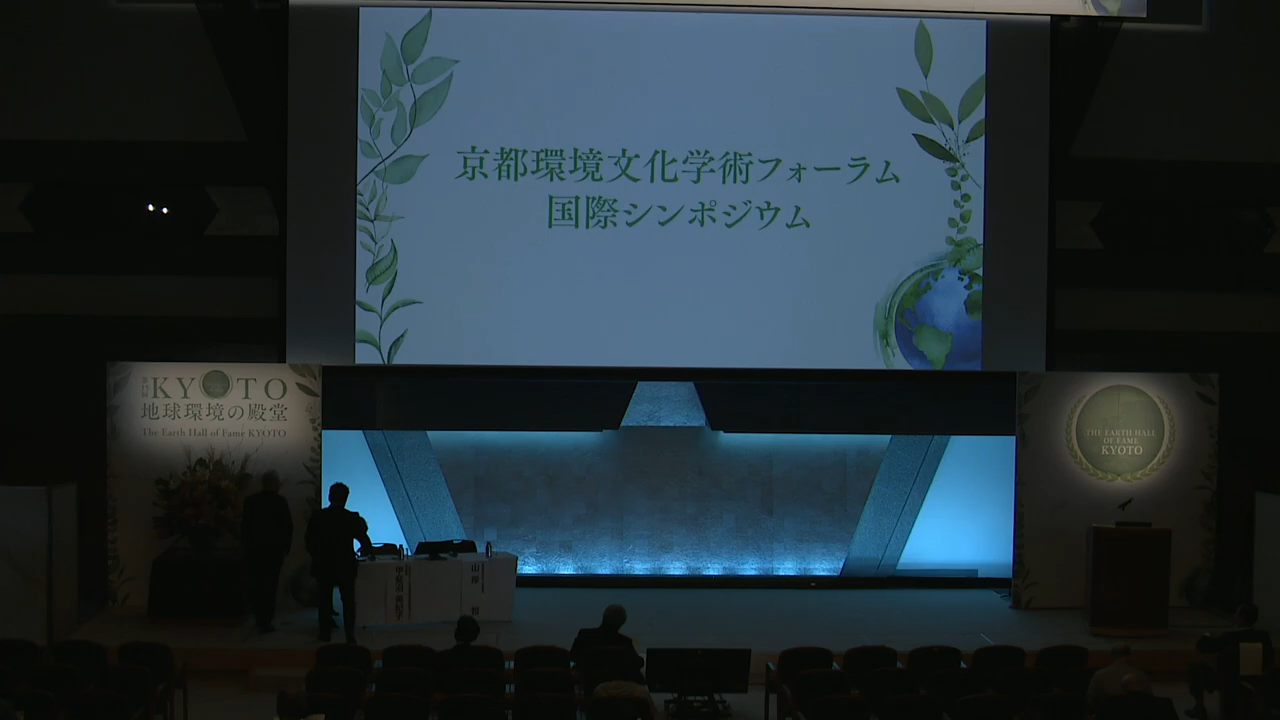 京都環境文化学術フォーラム
国際シンポジウム
KYOTO
地球環境の殿堂
The Earth Hall of Fame KYOTO
THE EARTH HALL
OF FAME
KYOTO
山岸